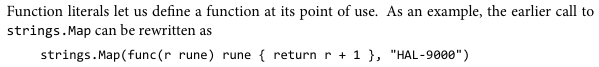 Function literals let us define a function at its point of use. As an example, the earlier call to
strings.Map can be rewritten as
strings.Map(func(r rune) rune { return r + 1 }, "HAL-9000")